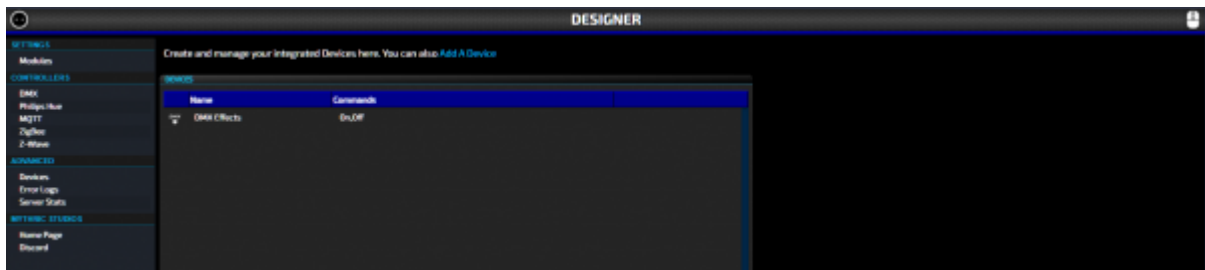 DESIGNER
SETTINGS
Modules
CONTROLLERS
DMX
Philips Hue
MQTT
ZigBee
Z-Wave
ADVANCED
Devices
Error Logs
Server Stats
MYTHIC STUDIOS
Home Page
Discord
Create and manage your integrated Devices here. You can also Add A Device
DEVICES
Name Commands
DMX Effects On,Off